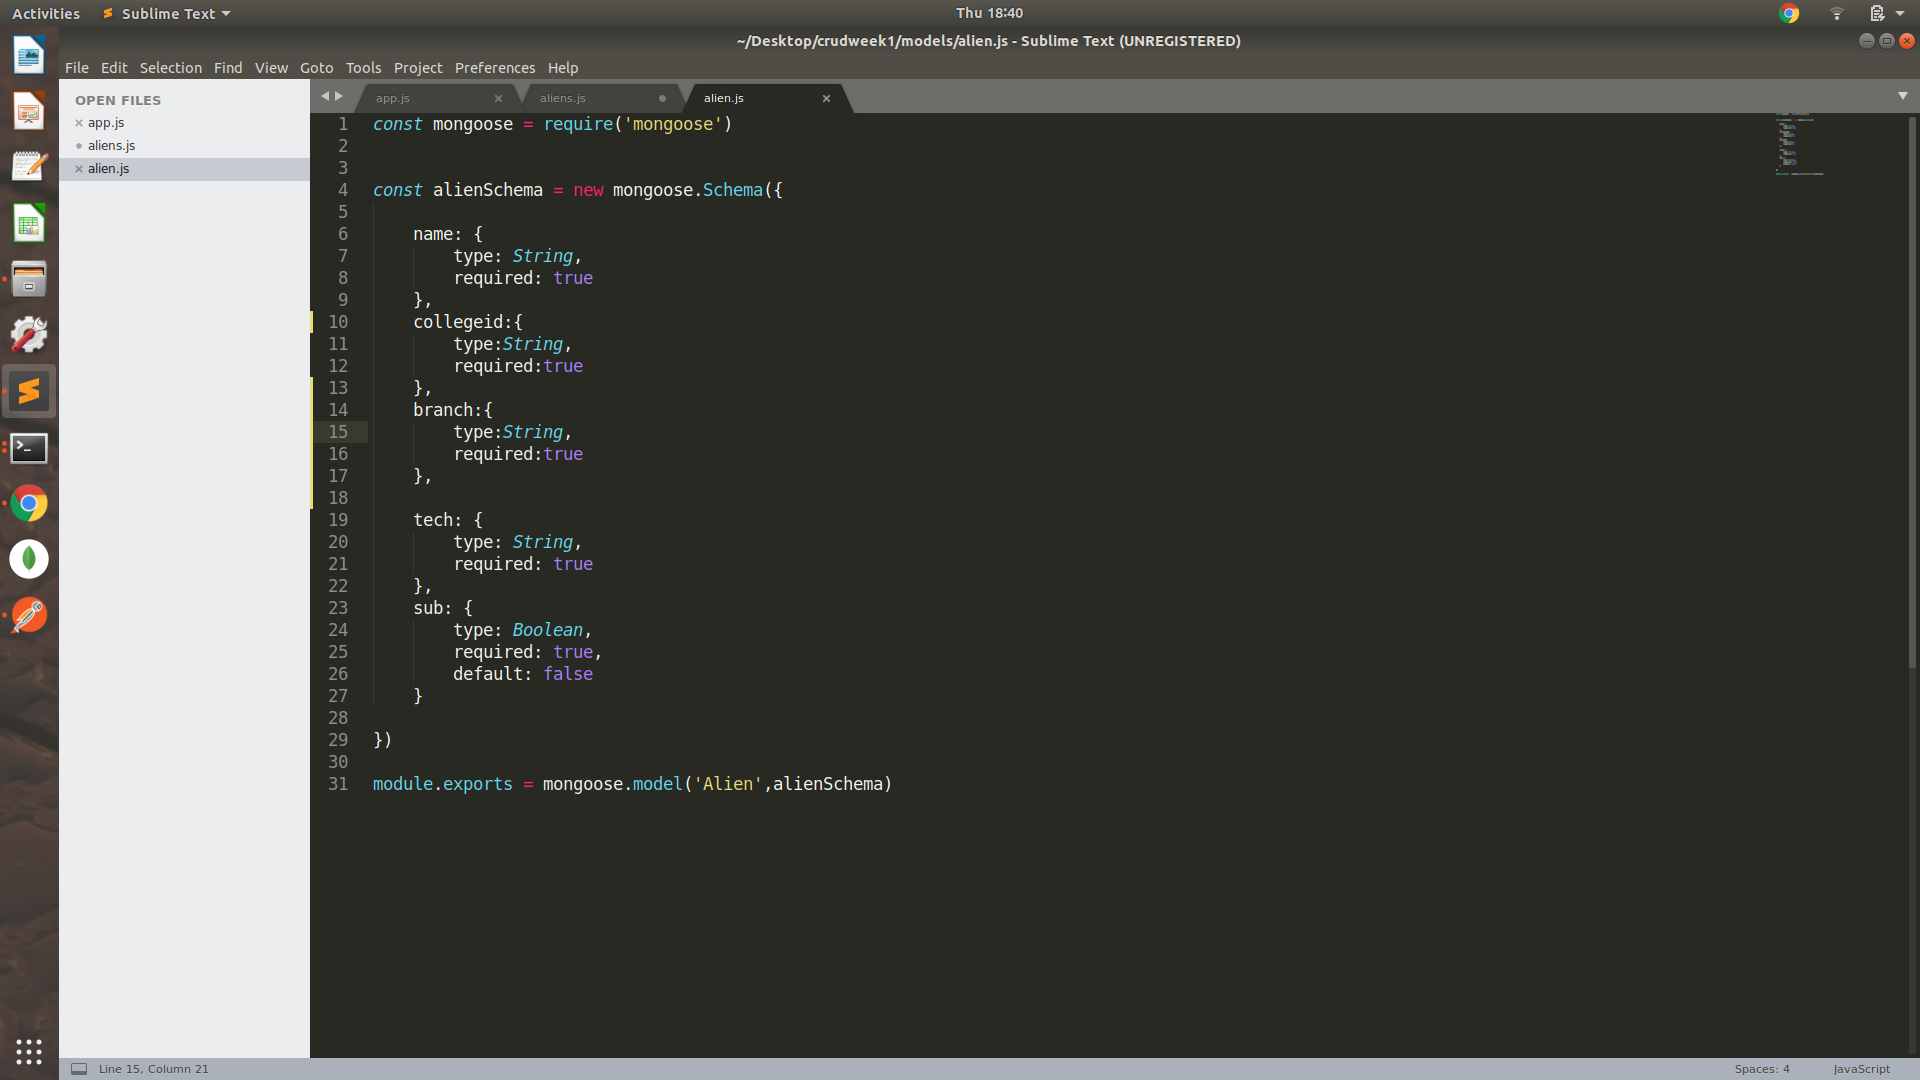 Activities Sublime Text Thu 18:40
~/Desktop/crudweek1/models/alien.js - Sublime Text (UNREGISTERED)
File Edit Selection Find View Goto Tools Project Preferences Help
OPEN FILES
app.js
aliens.js
alien.js
app.js aliens.js alien.js
1 const mongoose = require('mongoose')
2
3
4 const alienSchema = new mongoose.Schema({
5
6 name: {
7 type: String,
8 required: true
9 },
10 collegeid:{
11 type:String,
12 required:true
13 },
14 branch:{
15 type:String,
16 required:true
17 },
18
19 tech: {
20 type: String,
21 required: true
22 },
23 sub: {
24 type: Boolean,
25 required: true,
26 default: false
27 }
28
29 })
30
31 module.exports = mongoose.model('Alien',alienSchema)
Line 15, Column 21 Spaces: 4 JavaScript